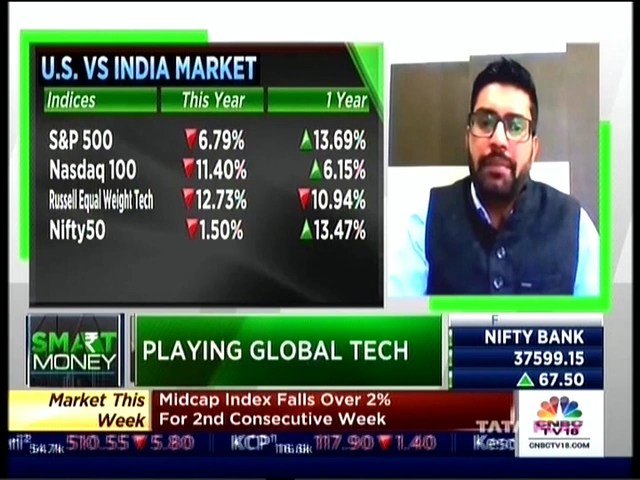 U.S. VS INDIA MARKET
Indices This Year 1 Year
S&P 500 6.79% 13.69%
Nasdaq 100 11.40% 6.15%
Russell Equal Weight Tech 12.73% 10.94%
Nifty50 1.50% 13.47%
SMART MONEY
PLAYING GLOBAL TECH
F
NIFTY BANK
37599.15
67.50
Market This Week
Midcap Index Falls Over 2%
For 2nd Consecutive Week
CNBC
TV18
CNBCTV18.COM
510.55 5.80 KCP 117.90 1.40